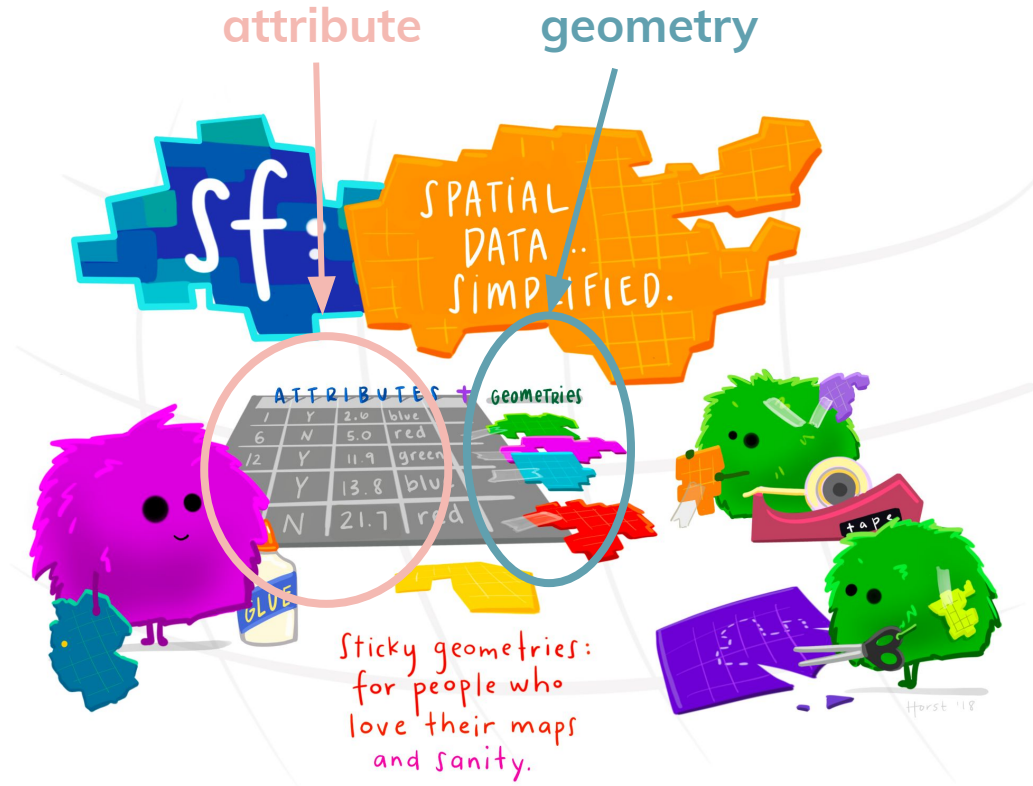 attribute geometry
sf:
SPATIAL
DATA ..
SIMPLIFIED.
ATTRIBUTES + GEOMETRIES
1 Y 2.6 blue
6 N 5.0 red
12 Y 11.9 green
Y 13.8 blue
N 21.7 red
GLUE
tape
Sticky geometries:
for people who
love their maps
and sanity.
Horst '18